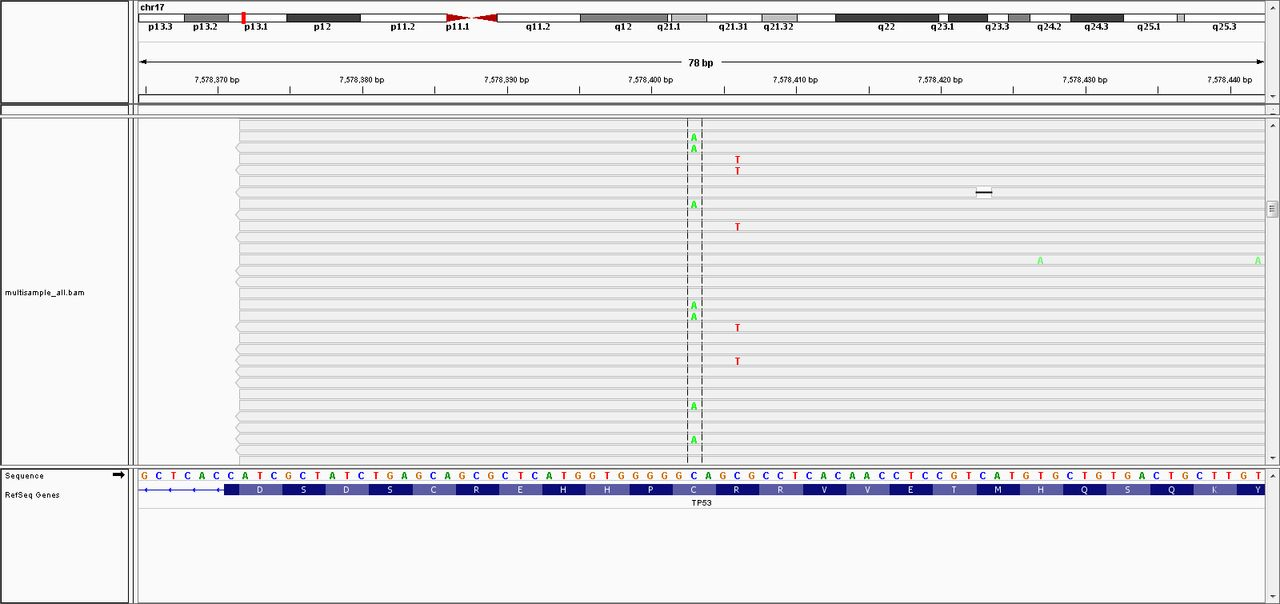 chr17
p13.3 p13.2 p13.1 p12 p11.2 p11.1 q11.2 q12 q21.1 q21.31 q21.32 q22 q23.1 q23.3 q24.2 q24.3 q25.1 q25.3
78 bp
7,578,370 bp 7,578,380 bp 7,578,390 bp 7,578,400 bp 7,578,410 bp 7,578,420 bp 7,578,430 bp 7,578,440 bp
A
A
T
T
A
T
A A
multisample_all.bam
A
A
T
T
A
A
Sequence G C T C A C C A T C G C T A T C T G A G C A G C G C T C A T G G T G G G G G C A G C G C C T C A C A A C C T C C G T C A T G T G C T G T G A C T G C T T G T
RefSeq Genes D S D S C R E H H P C R R V V E T M H Q S Q K Y
TP53